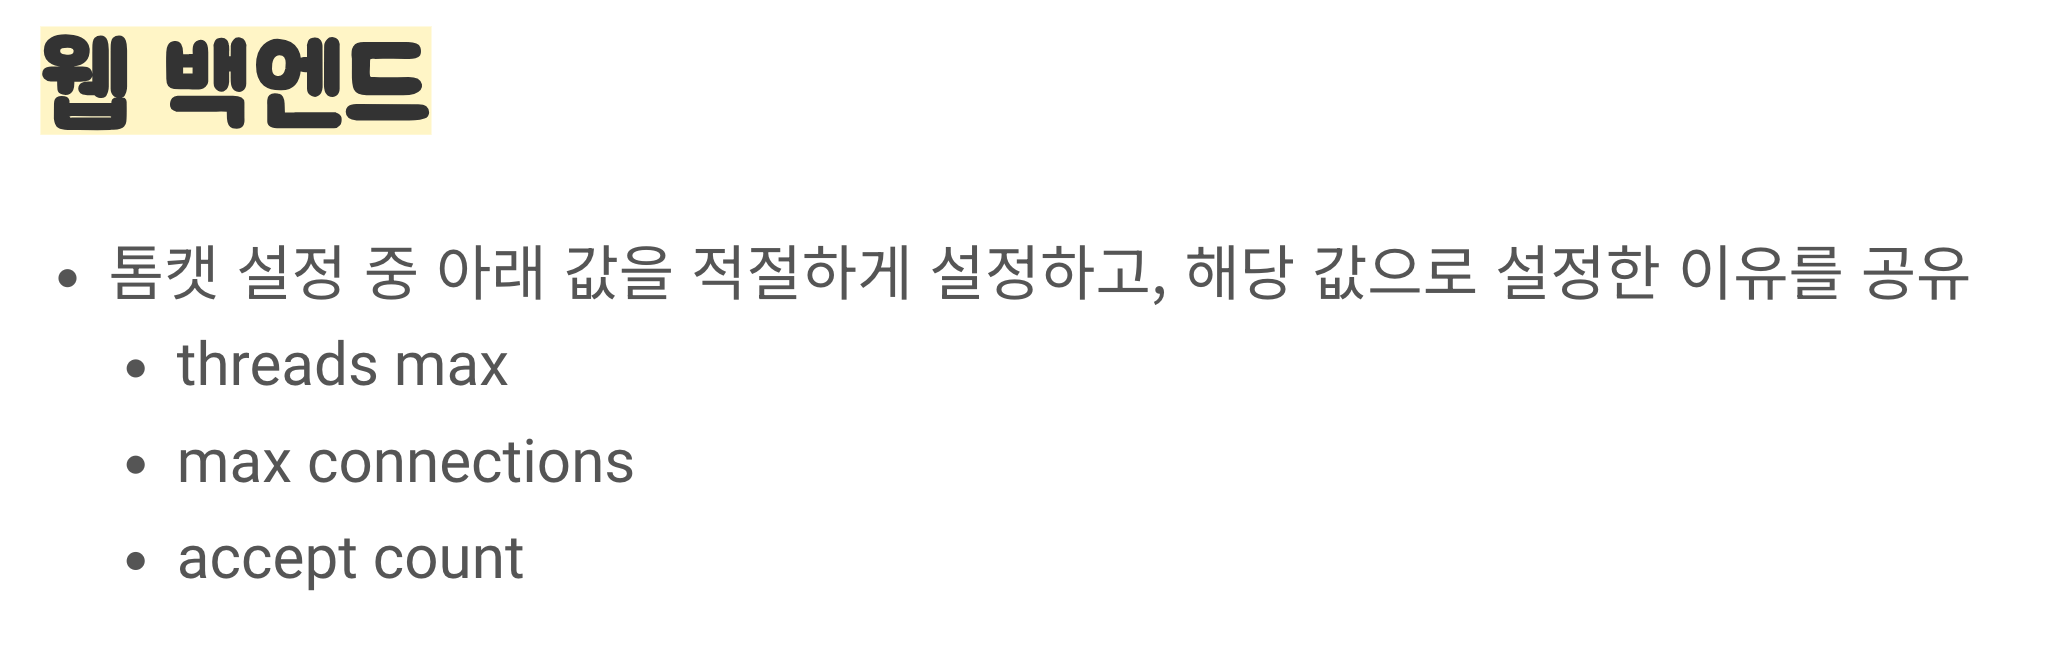 웹 백엔드
• 톰캣 설정 중 아래 값을 적절하게 설정하고, 해당 값으로 설정한 이유를 공유
• threads max
• max connections
• accept count